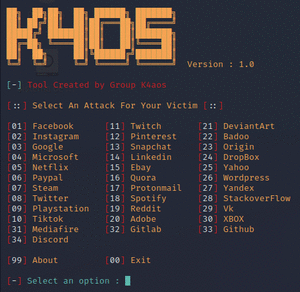 K-OS
Version : 1.0
[-] Tool Created by Group K4aos
[::] Select An Attack For Your Victim [::]
[01] Facebook [11] Twitch [21] DeviantArt
[02] Instagram [12] Pinterest [22] Badoo
[03] Google [13] Snapchat [23] Origin
[04] Microsoft [14] Linkedin [24] DropBox
[05] Netflix [15] Ebay [25] Yahoo
[06] Paypal [16] Quora [26] Wordpress
[07] Steam [17] Protonmail [27] Yandex
[08] Twitter [18] Spotify [28] StackoverFlow
[09] Playstation [19] Reddit [29] Vk
[10] Tiktok [20] Adobe [30] XBOX
[31] Mediafire [32] Gitlab [33] Github
[34] Discord
[99] About [00] Exit
[-] Select an option :